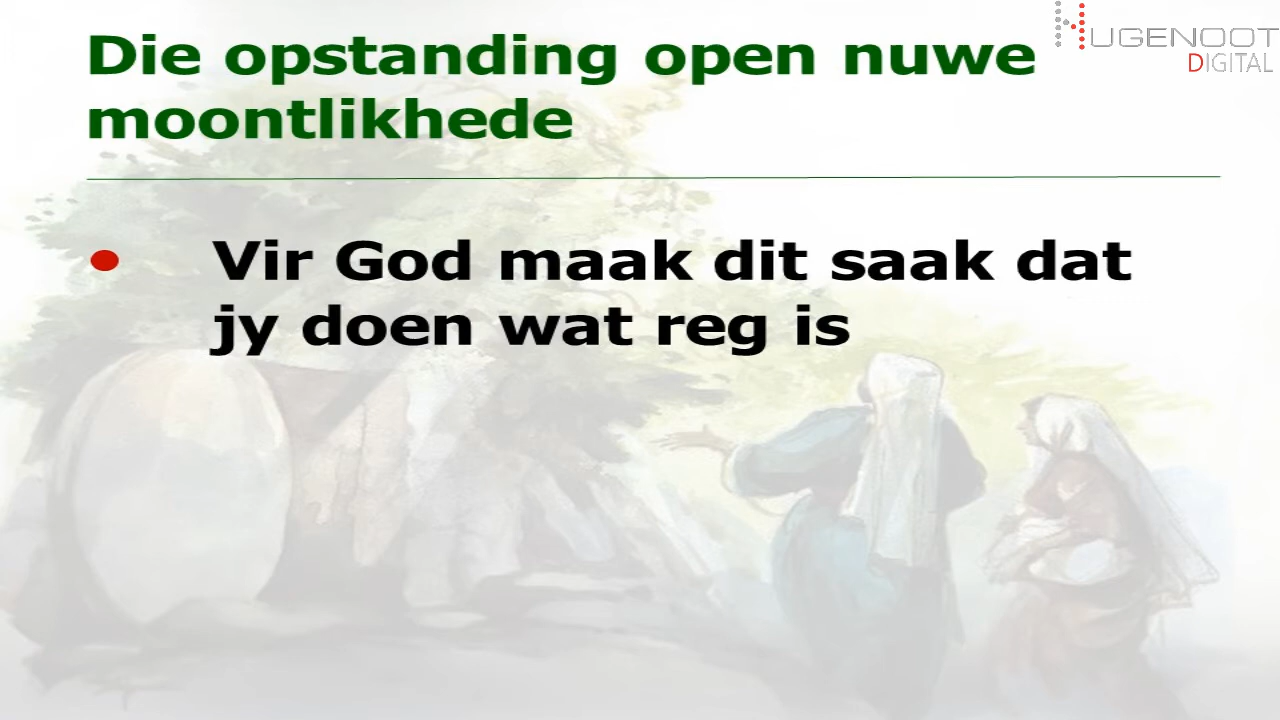 Die opstanding open nuwe
moontlikhede
HUGENOOT
DIGITAL
Vir God maak dit saak dat
jy doen wat reg is